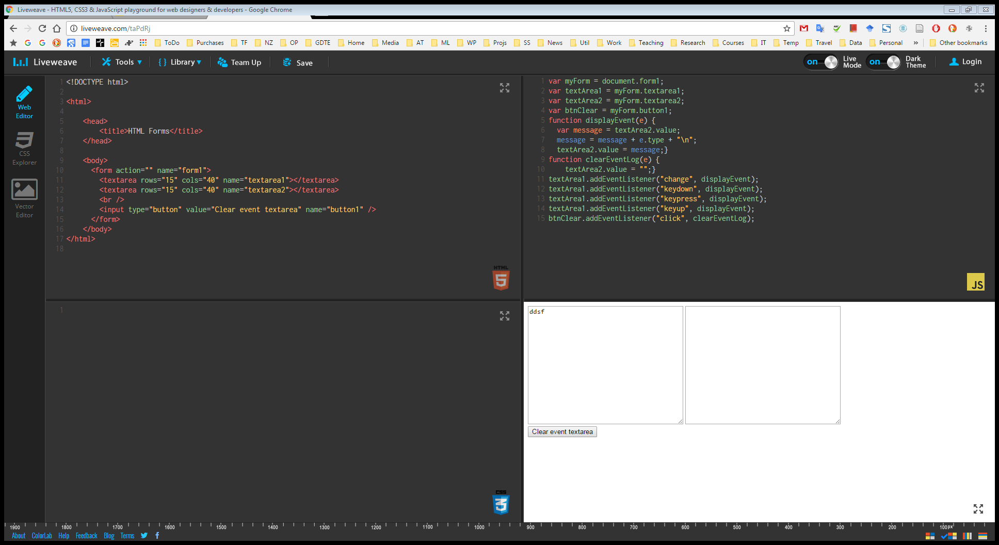 Liveweave - HTML5, CSS3 & JavaScript playground for web designers & developers - Google Chrome
liveweave.com/taPdRj
ToDo Purchases TF NZ OP GDTE Home Media AT ML WP Projs SS News Util Work Teaching Research Courses IT Temp Travel Data Personal » Other bookmarks
Liveweave Tools Library Team Up Save on Live Mode on Dark Theme Login
Web
Editor
CSS
Explorer
Vector
Editor
1 <!DOCTYPE html>
2
3 <html>
4
5 <head>
6 <title>HTML Forms</title>
7 </head>
8
9 <body>
10 <form action="" name="form1">
11 <textarea rows="15" cols="40" name="textarea1"></textarea>
12 <textarea rows="15" cols="40" name="textarea2"></textarea>
13 <br />
14 <input type="button" value="Clear event textarea" name="button1" />
15 </form>
16 </body>
17 </html>
18
HTML
5
1 var myForm = document.form1;
2 var textArea1 = myForm.textarea1;
3 var textArea2 = myForm.textarea2;
4 var btnClear = myForm.button1;
5 function displayEvent(e) {
6 var message = textArea2.value;
7 message = message + e.type + "\n";
8 textArea2.value = message;}
9 function clearEventLog(e) {
10 textArea2.value = "";}
11 textArea1.addEventListener("change", displayEvent);
12 textArea1.addEventListener("keydown", displayEvent);
13 textArea1.addEventListener("keypress", displayEvent);
14 textArea1.addEventListener("keyup", displayEvent);
15 btnClear.addEventListener("click", clearEventLog);
JS
1
CSS
3
ddsf
Clear event textarea
1900 1800 1700 1600 1500 1400 1300 1200 1100 1000 900 800 700 600 500 400 300 200 100px
About ColorLab Help Feedback Blog Terms